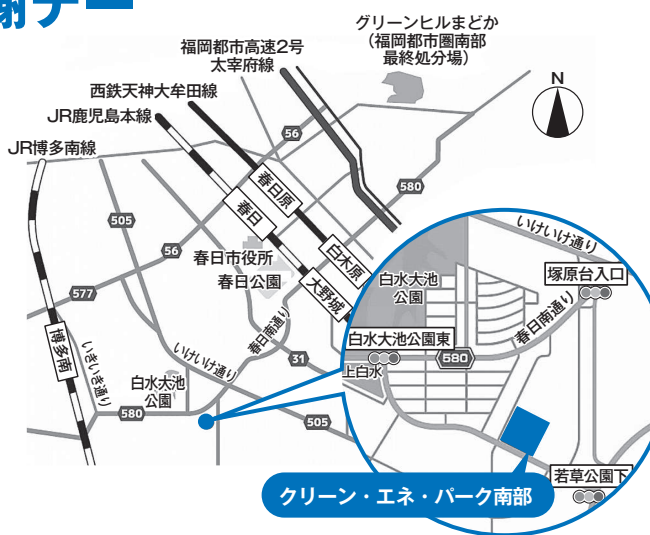 謝デー
グリーンヒルまどか
（福岡都市圏南部
最終処分場）
福岡都市高速2号
太宰府線
西鉄天神大牟田線
JR鹿児島本線
JR博多南線
N
56
580
505
春日原
春日
56
春日市役所
春日公園
白木原
大野城
577
博多南
いきいき通り
いけいけ通り
春日南通り
31
白水大池
公園
580
505
いけいけ通り
塚原台入口
白水大池
公園
春日南通り
白水大池公園東
580
上白水
若草公園下
クリーン・エネ・パーク南部